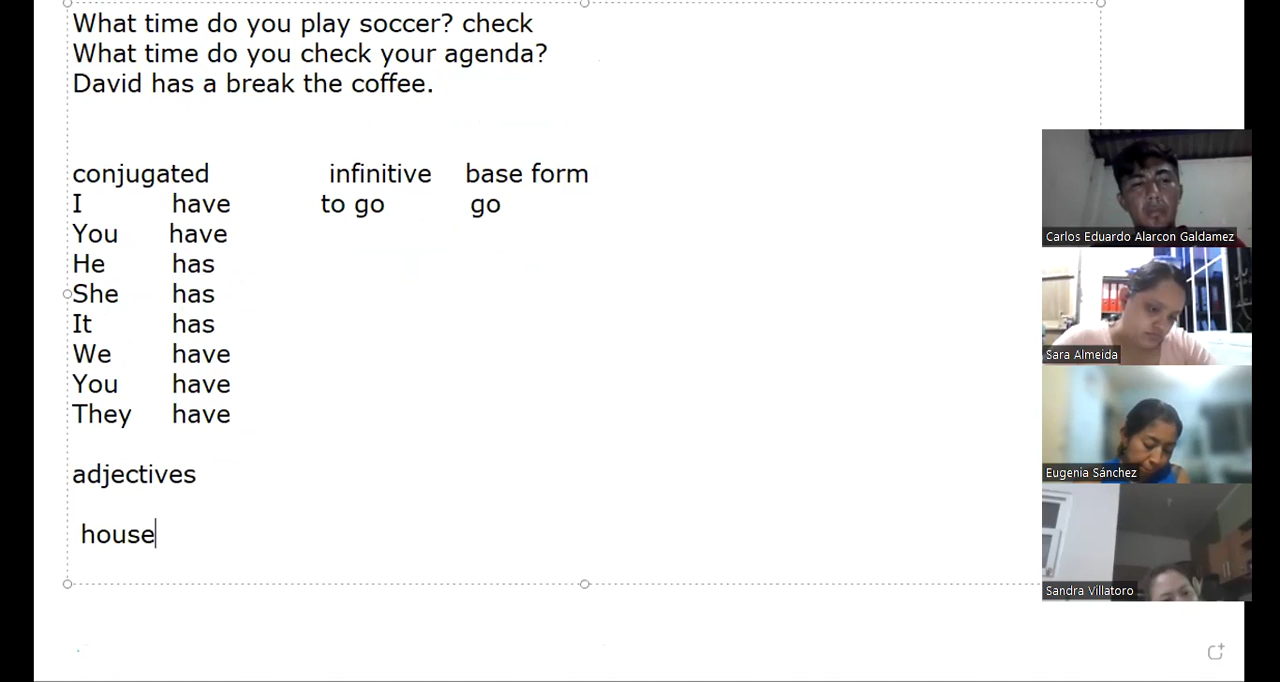 What time do you play soccer? check
What time do you check your agenda?
David has a break the coffee.
conjugated infinitive base form
I have to go go
You have
He has
She has
It has
We have
You have
They have
adjectives
house
Carlos Eduardo Alarcon Galdamez
Sara Almeida
Eugenia Sánchez
Sandra Villatoro